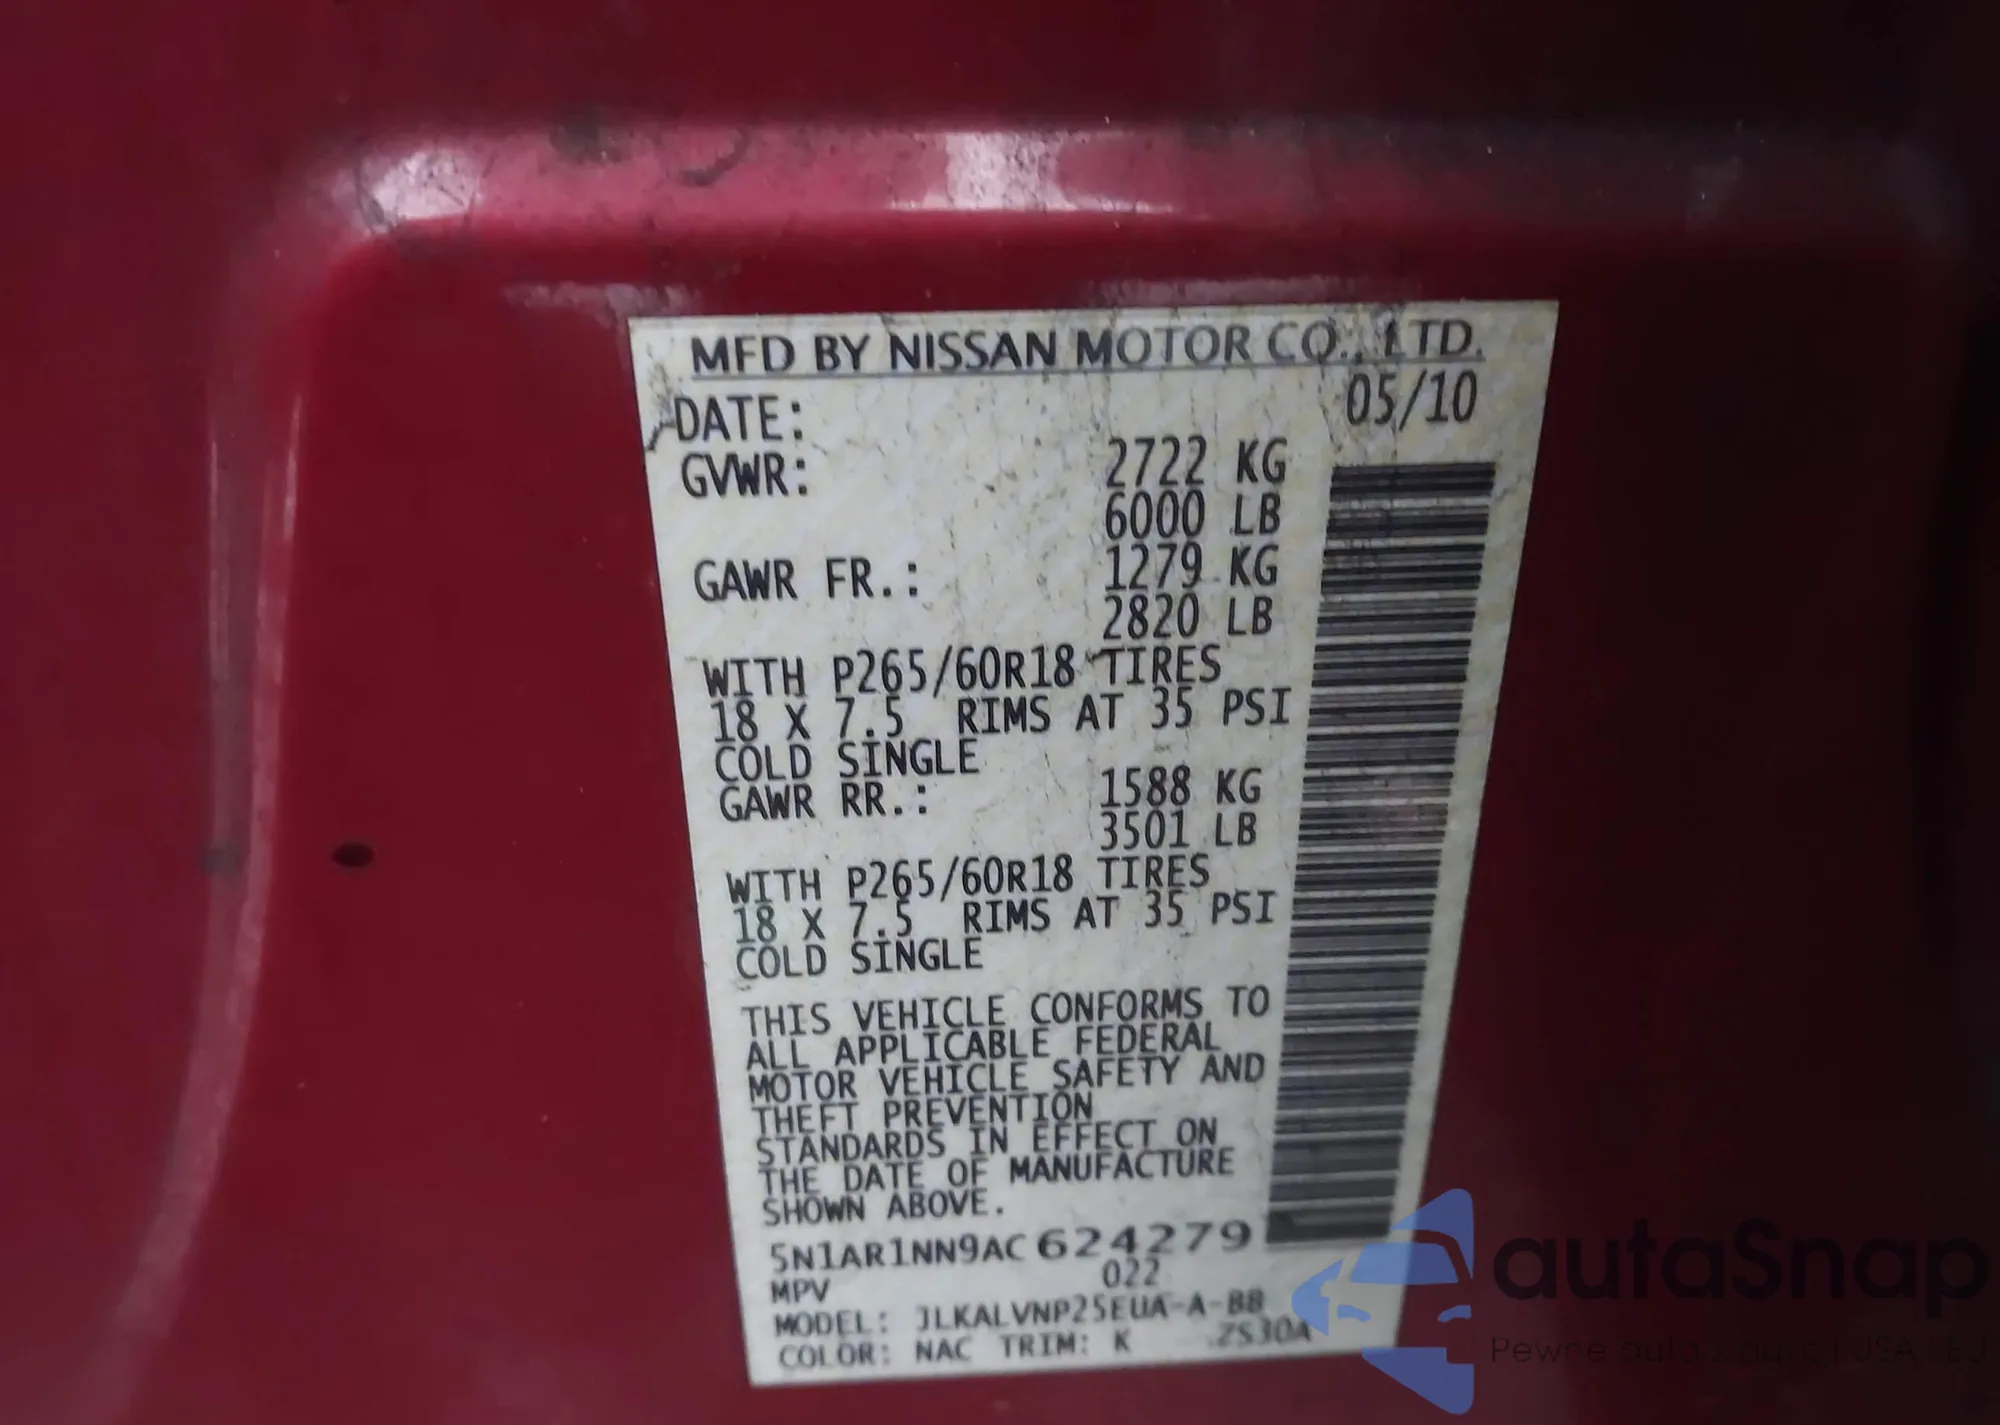 MFD BY NISSAN MOTOR CO., LTD.
DATE: 05/10
GVWR: 2722 KG
6000 LB
GAWR FR.: 1279 KG
2820 LB
WITH P265/60R18 TIRES
18 X 7.5 RIMS AT 35 PSI
COLD SINGLE
GAWR RR.: 1588 KG
3501 LB
WITH P265/60R18 TIRES
18 X 7.5 RIMS AT 35 PSI
COLD SINGLE
THIS VEHICLE CONFORMS TO
ALL APPLICABLE FEDERAL
MOTOR VEHICLE SAFETY AND
THEFT PREVENTION
STANDARDS IN EFFECT ON
THE DATE OF MANUFACTURE
SHOWN ABOVE.
5N1AR1NN9AC624279
MPV 022
MODEL: JLKALVNP25EUA-A-B8
COLOR: NAC TRIM: K ZS30A
autaSnap
Pewne auta z